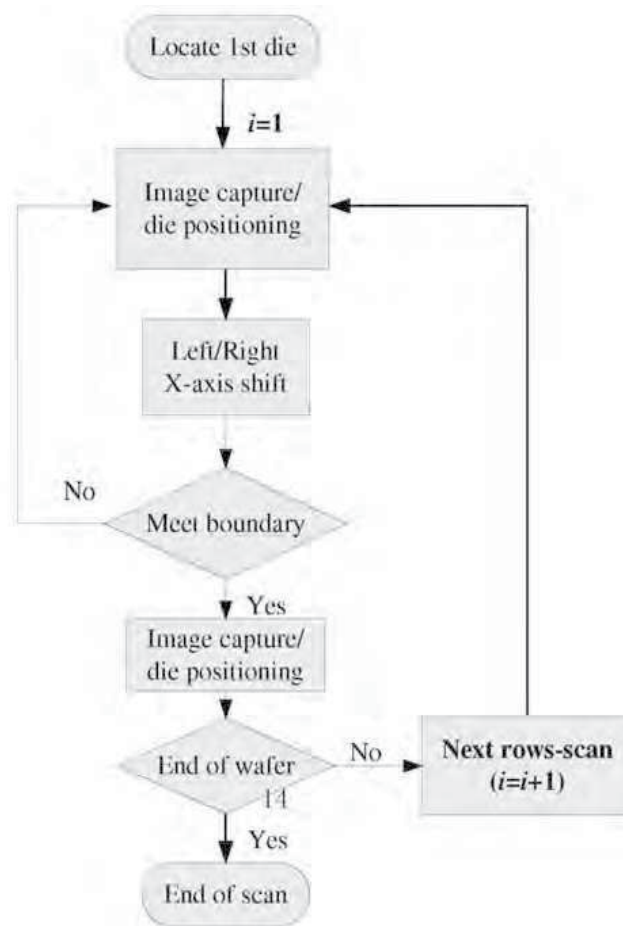 Locate 1st die
i=1
Image capture/
die positioning
Left/Right
X-axis shift
No
Meet boundary
Yes
Image capture/
die positioning
End of wafer
14
No
Next rows-scan
(i=i+1)
Yes
End of scan